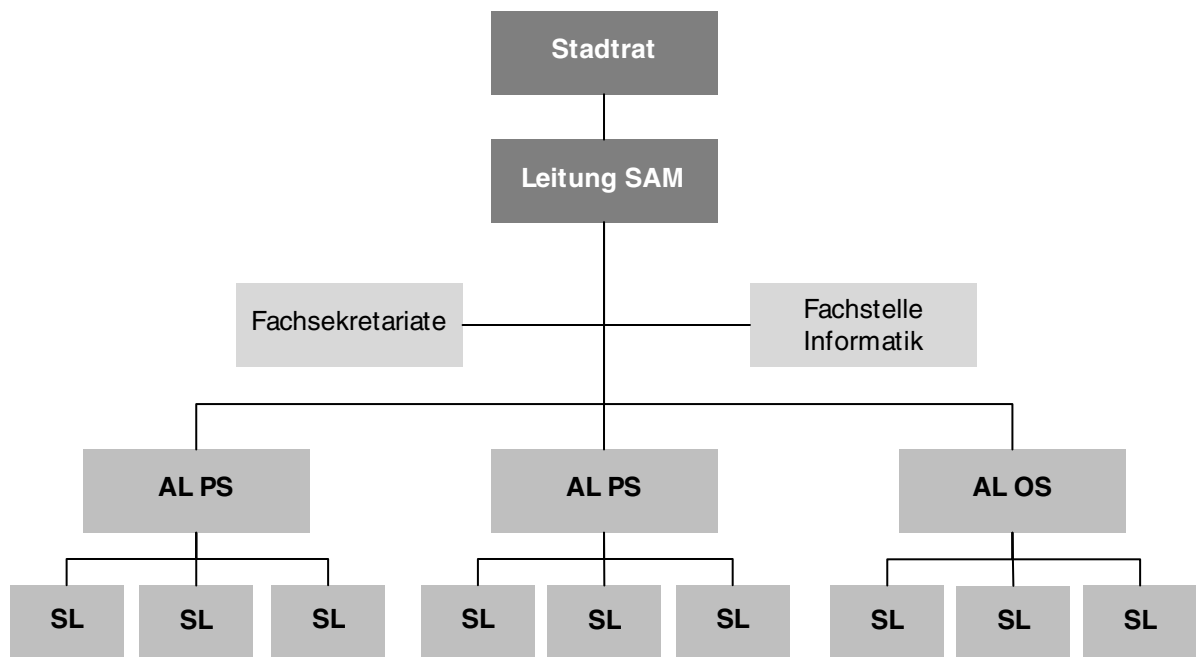 Stadtrat
Leitung SAM
Fachsekretariate
Fachstelle
Informatik
AL PS
AL PS
AL OS
SL
SL
SL
SL
SL
SL
SL
SL
SL